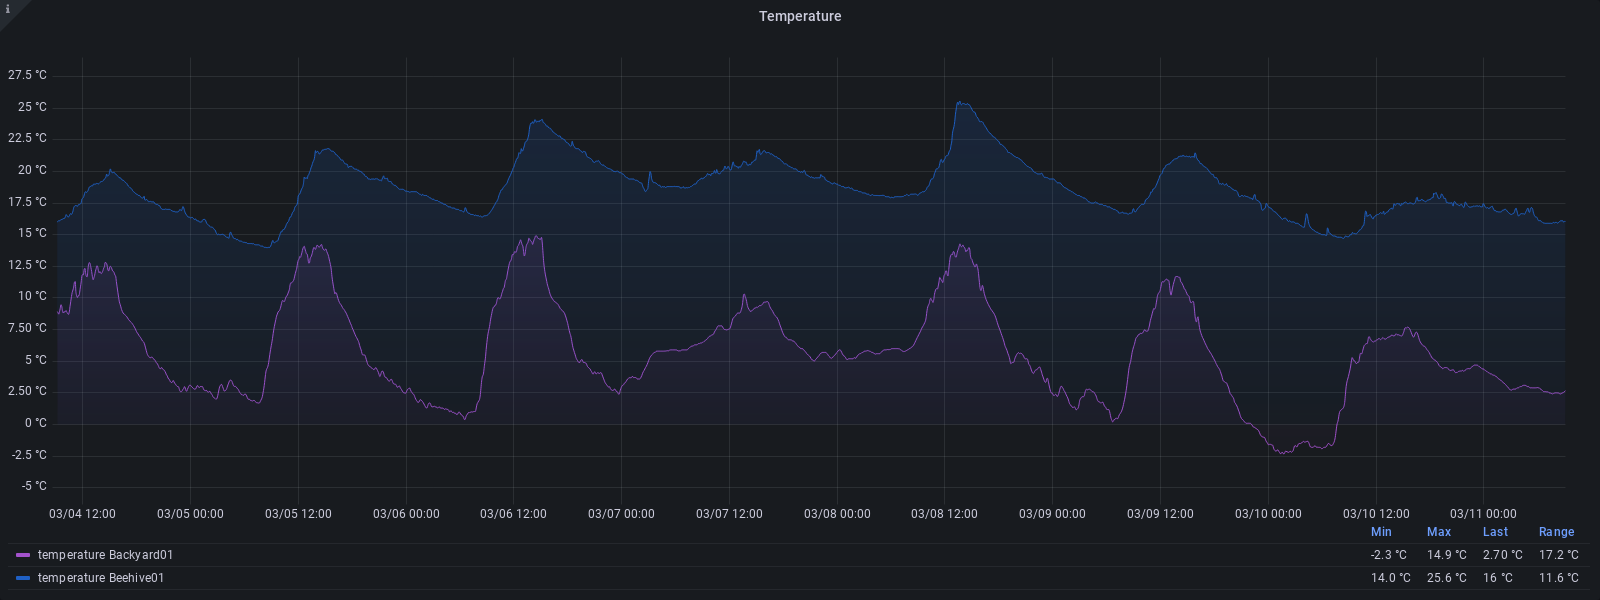 i
Temperature
27.5 °C
25 °C
22.5 °C
20 °C
17.5 °C
15 °C
12.5 °C
10 °C
7.50 °C
5 °C
2.50 °C
0 °C
-2.5 °C
-5 °C
03/04 12:00 03/05 00:00 03/05 12:00 03/06 00:00 03/06 12:00 03/07 00:00 03/07 12:00 03/08 00:00 03/08 12:00 03/09 00:00 03/09 12:00 03/10 00:00 03/10 12:00 03/11 00:00
Min Max Last Range
temperature Backyard01 -2.3 °C 14.9 °C 2.70 °C 17.2 °C
temperature Beehive01 14.0 °C 25.6 °C 16 °C 11.6 °C